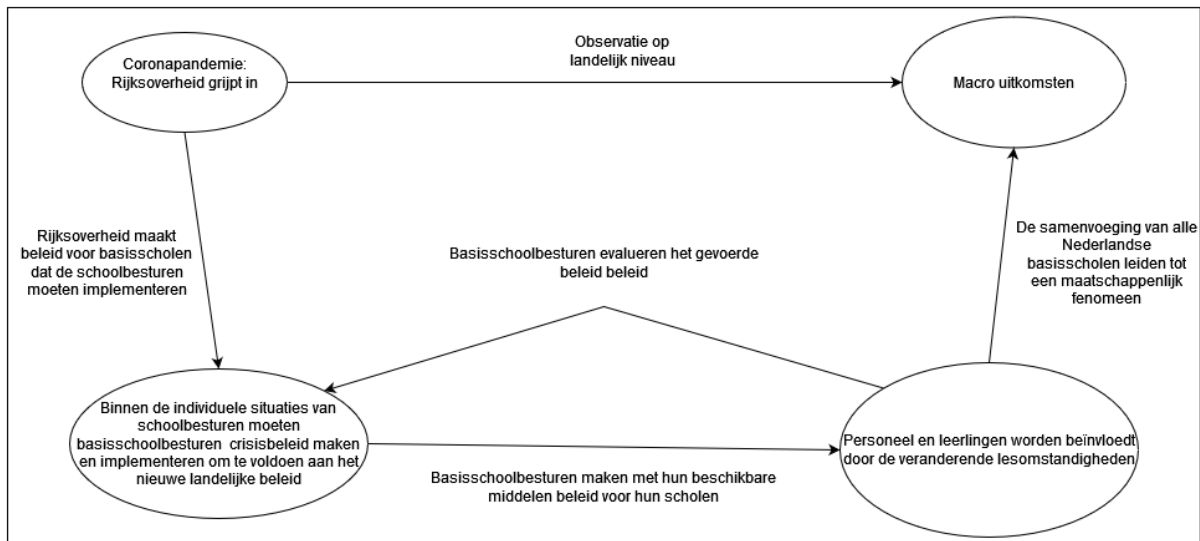 Coronapandemie:
Rijksoverheid grijpt in
Observatie op
landelijk niveau
Macro uitkomsten
Rijksoverheid maakt
beleid voor basisscholen
dat de schoolbesturen
moeten implementeren
Basisschoolbesturen evalueren het gevoerde
beleid beleid
De samenvoeging van alle
Nederlandse
basisscholen leiden tot
een maatschappenlijk
fenomeen
Binnen de individuele situaties van
schoolbesturen moeten
basisschoolbesturen crisisbeleid maken
en implementeren om te voldoen aan het
nieuwe landelijke beleid
Basisschoolbesturen maken met hun beschikbare
middelen beleid voor hun scholen
Personeel en leerlingen worden beïnvloedt
door de veranderende lesomstandigheden